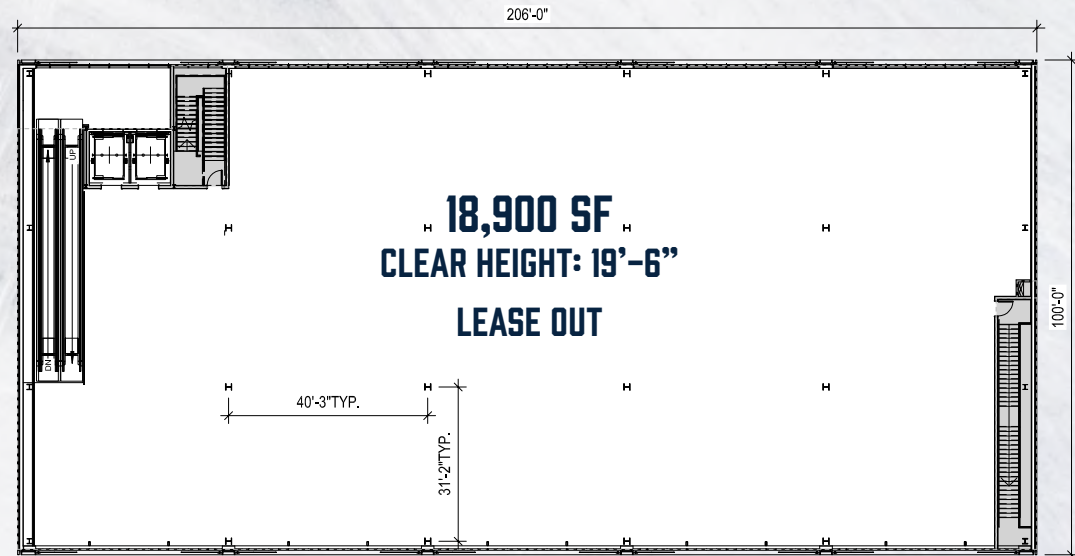 206'-0"
UP
18,900 SF
CLEAR HEIGHT: 19’-6”
LEASE OUT
100'-0"
DN
40'-3"TYP.
31'-2"TYP.